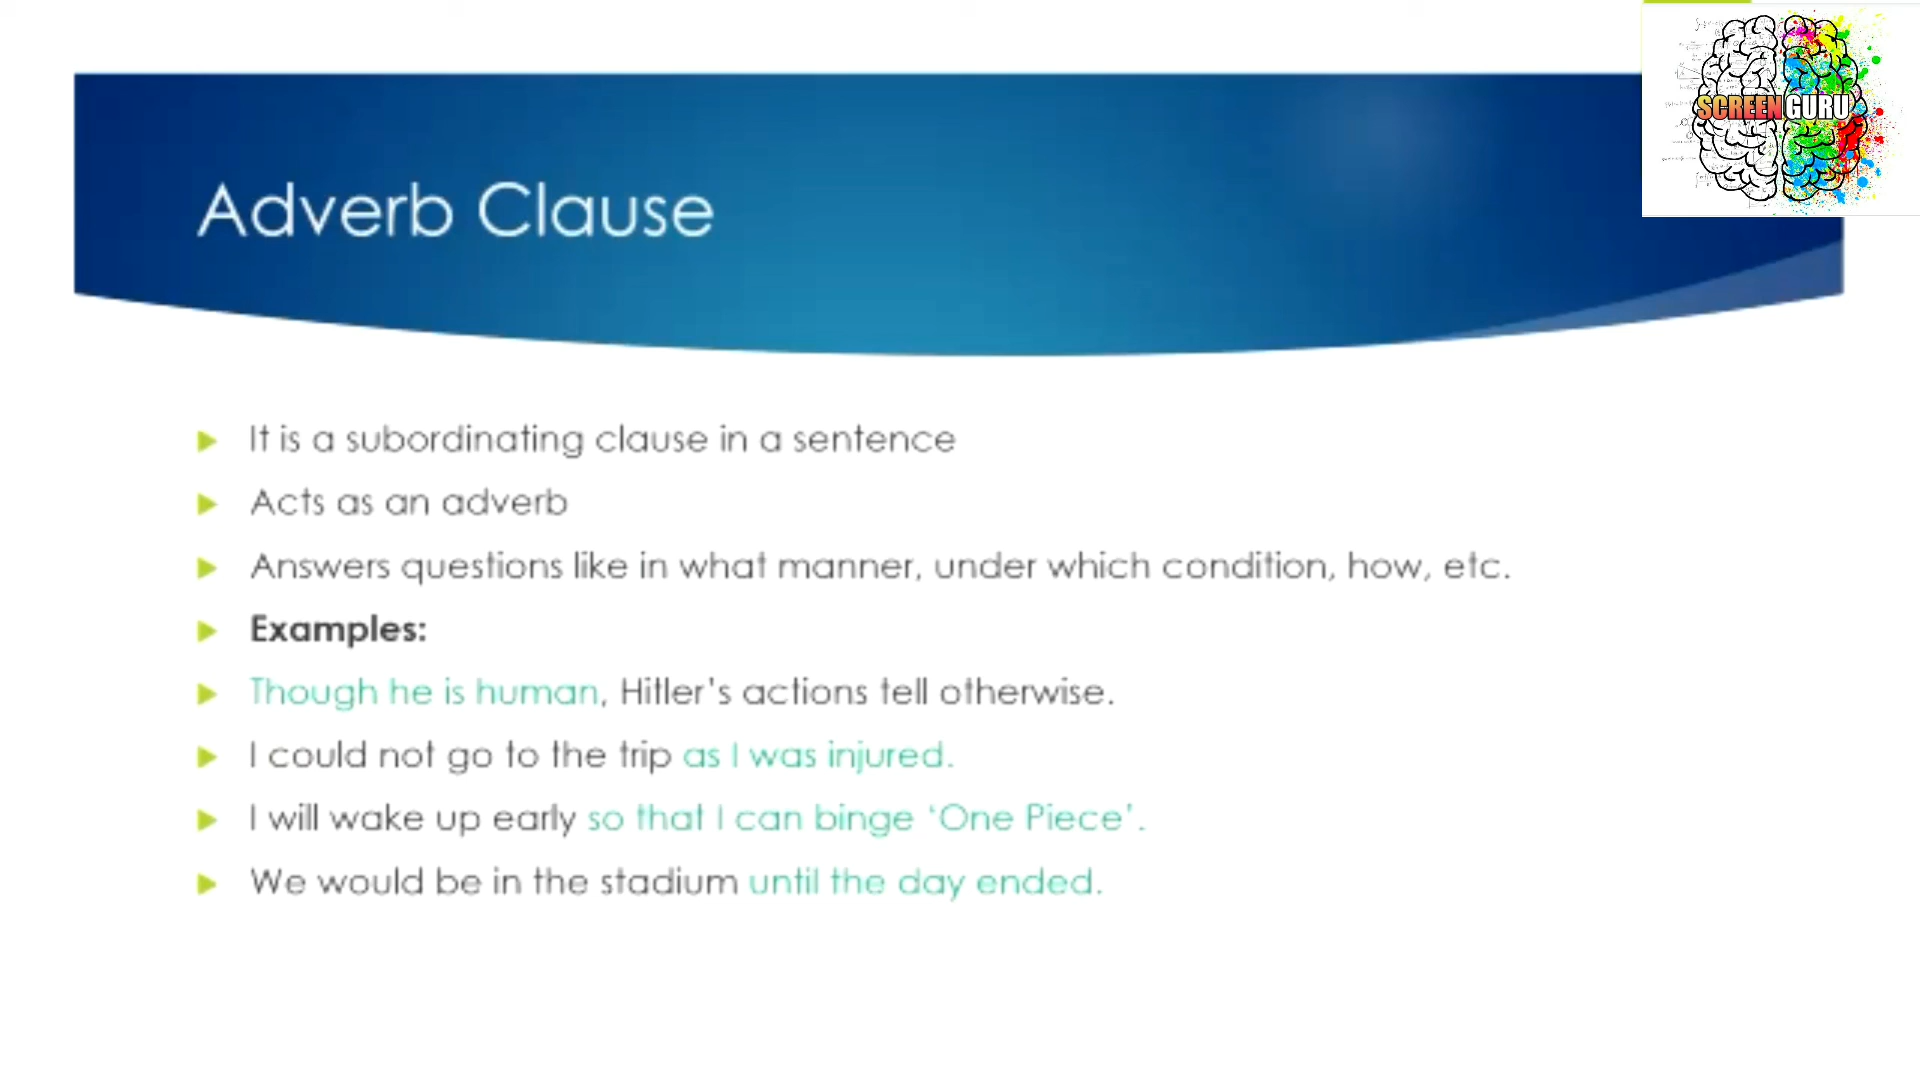 SCREEN GURU
Adverb Clause
It is a subordinating clause in a sentence
Acts as an adverb
Answers questions like in what manner, under which condition, how, etc.
Examples:
Though he is human, Hitler's actions tell otherwise.
I could not go to the trip as I was injured.
I will wake up early so that I can binge ‘One Piece’.
We would be in the stadium until the day ended.